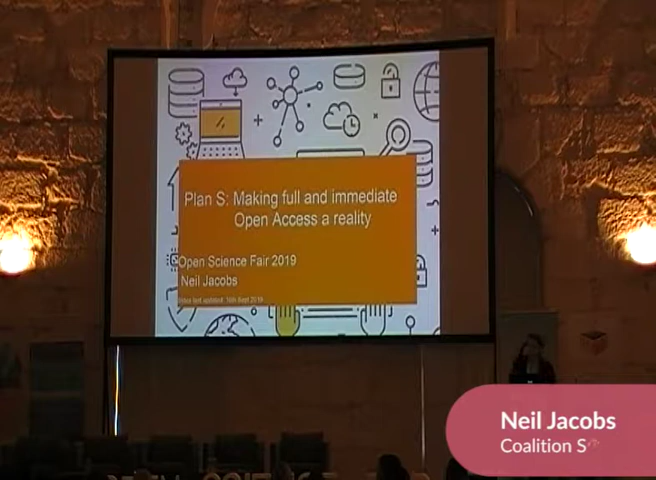 Plan S: Making full and immediate
Open Access a reality
Open Science Fair 2019
Neil Jacobs
Neil Jacobs
Coalition S